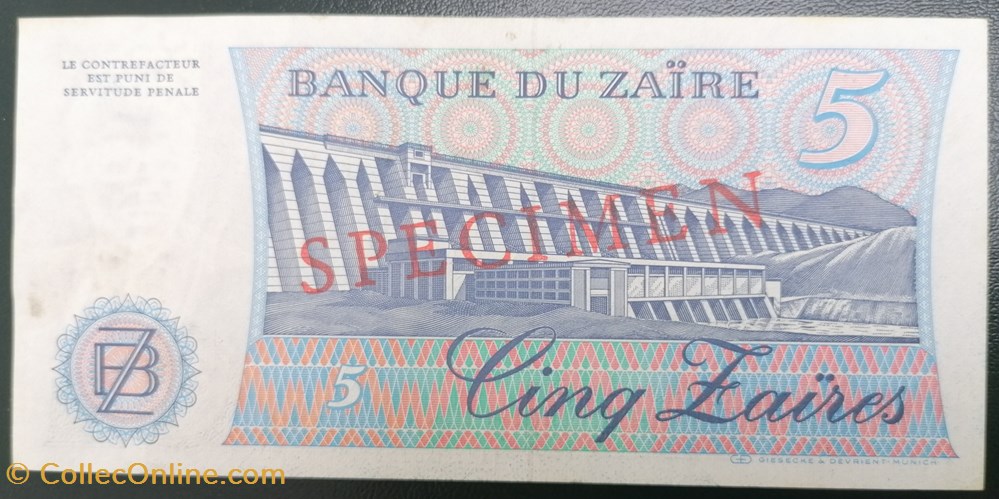 LE CONTREFACTEUR
EST PUNI DE
SERVITUDE PENALE
BANQUE DU ZAÏRE
5
SPECIMEN
BZ
5
Cinq Zaïres
GIESECKE & DEVRIENT-MUNICH
© CollecOnline.com